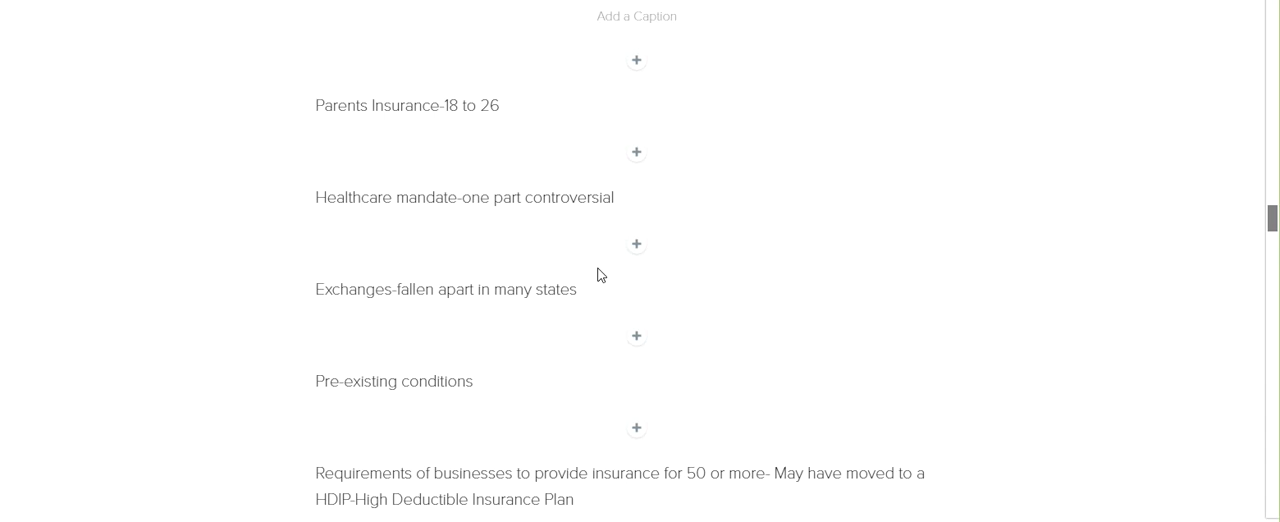 Add a Caption
Parents Insurance-18 to 26
Healthcare mandate-one part controversial
Exchanges-fallen apart in many states
Pre-existing conditions
Requirements of businesses to provide insurance for 50 or more- May have moved to a
HDIP-High Deductible Insurance Plan